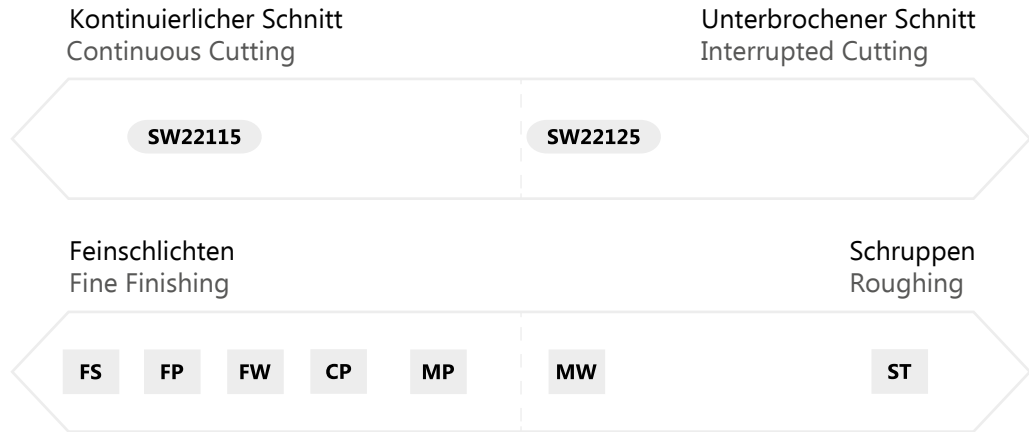 Kontinuierlicher Schnitt
Continuous Cutting
Unterbrochener Schnitt
Interrupted Cutting
SW22115 SW22125
Feinschlichten
Fine Finishing
Schruppen
Roughing
FS FP FW CP MP MW ST